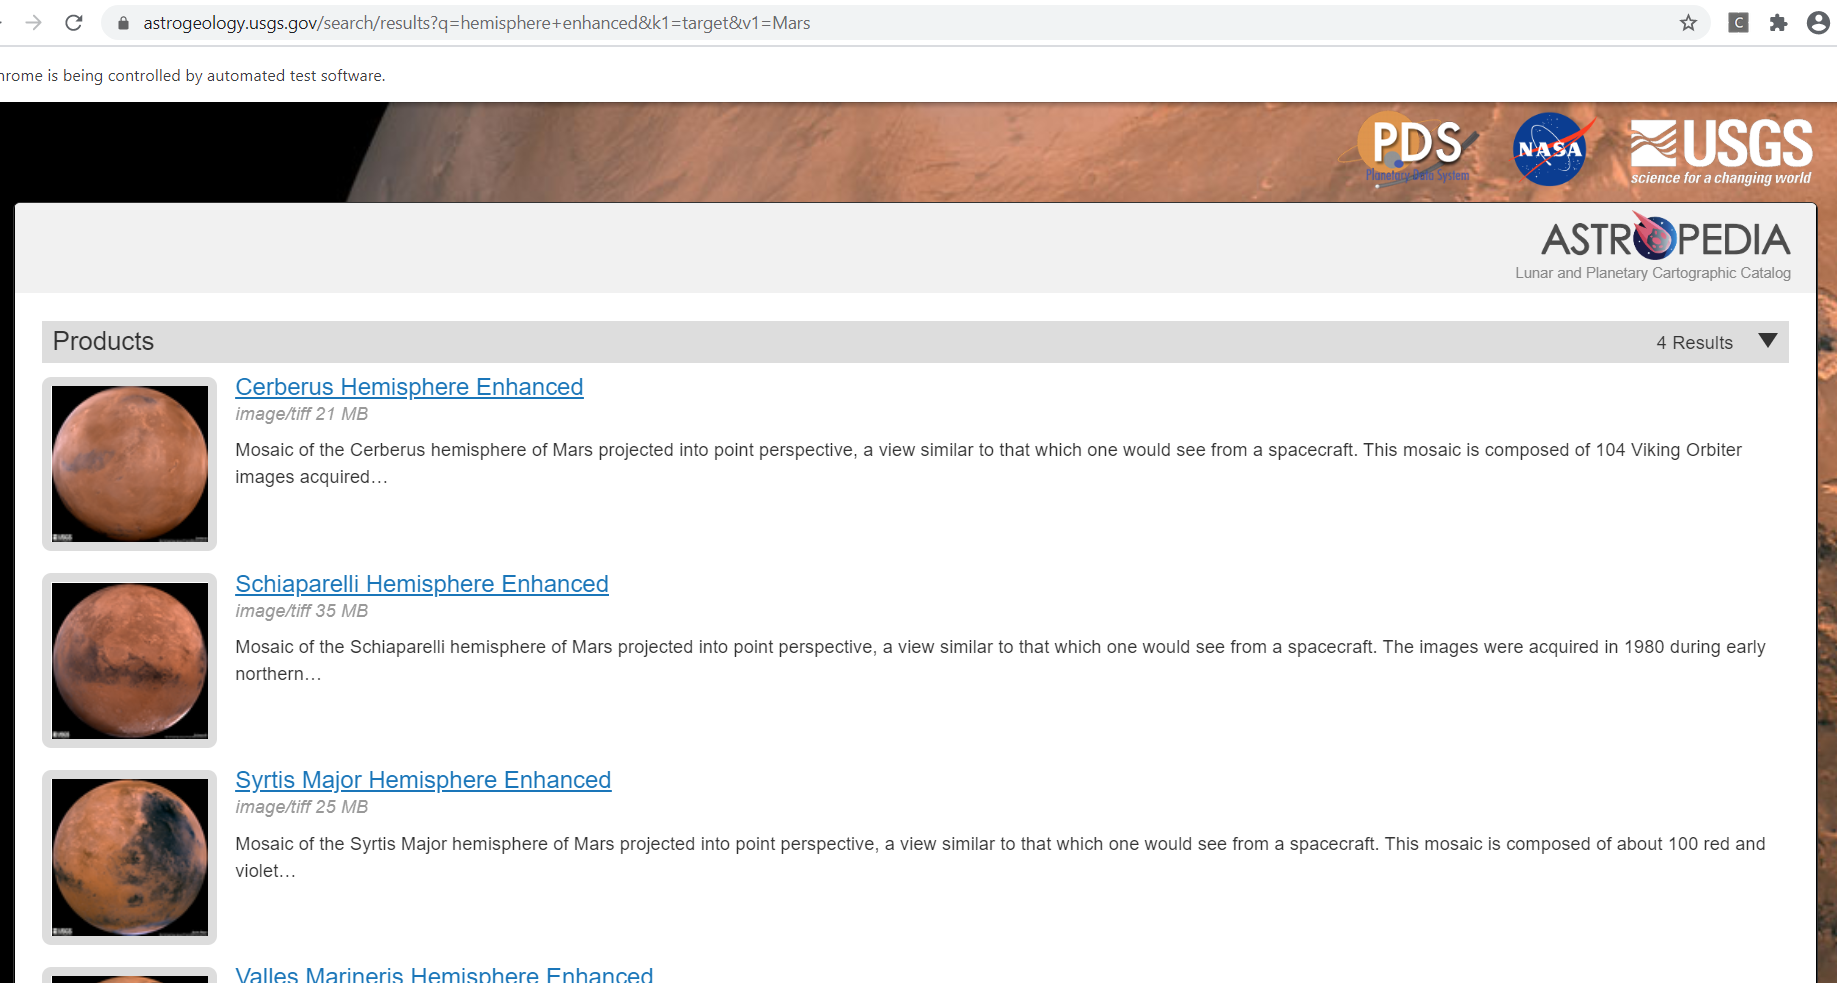 astrogeology.usgs.gov/search/results?q=hemisphere+enhanced&k1=target&v1=Mars
C
hrome is being controlled by automated test software.
PDS
Planetary Data System
NASA
USGS
science for a changing world
ASTROPEDIA
Lunar and Planetary Cartographic Catalog
Products
4 Results
Cerberus Hemisphere Enhanced
image/tiff 21 MB
Mosaic of the Cerberus hemisphere of Mars projected into point perspective, a view similar to that which one would see from a spacecraft. This mosaic is composed of 104 Viking Orbiter
images acquired…
Schiaparelli Hemisphere Enhanced
image/tiff 35 MB
Mosaic of the Schiaparelli hemisphere of Mars projected into point perspective, a view similar to that which one would see from a spacecraft. The images were acquired in 1980 during early
northern…
Syrtis Major Hemisphere Enhanced
image/tiff 25 MB
Mosaic of the Syrtis Major hemisphere of Mars projected into point perspective, a view similar to that which one would see from a spacecraft. This mosaic is composed of about 100 red and
violet…
Valles Marineris Hemisphere Enhanced